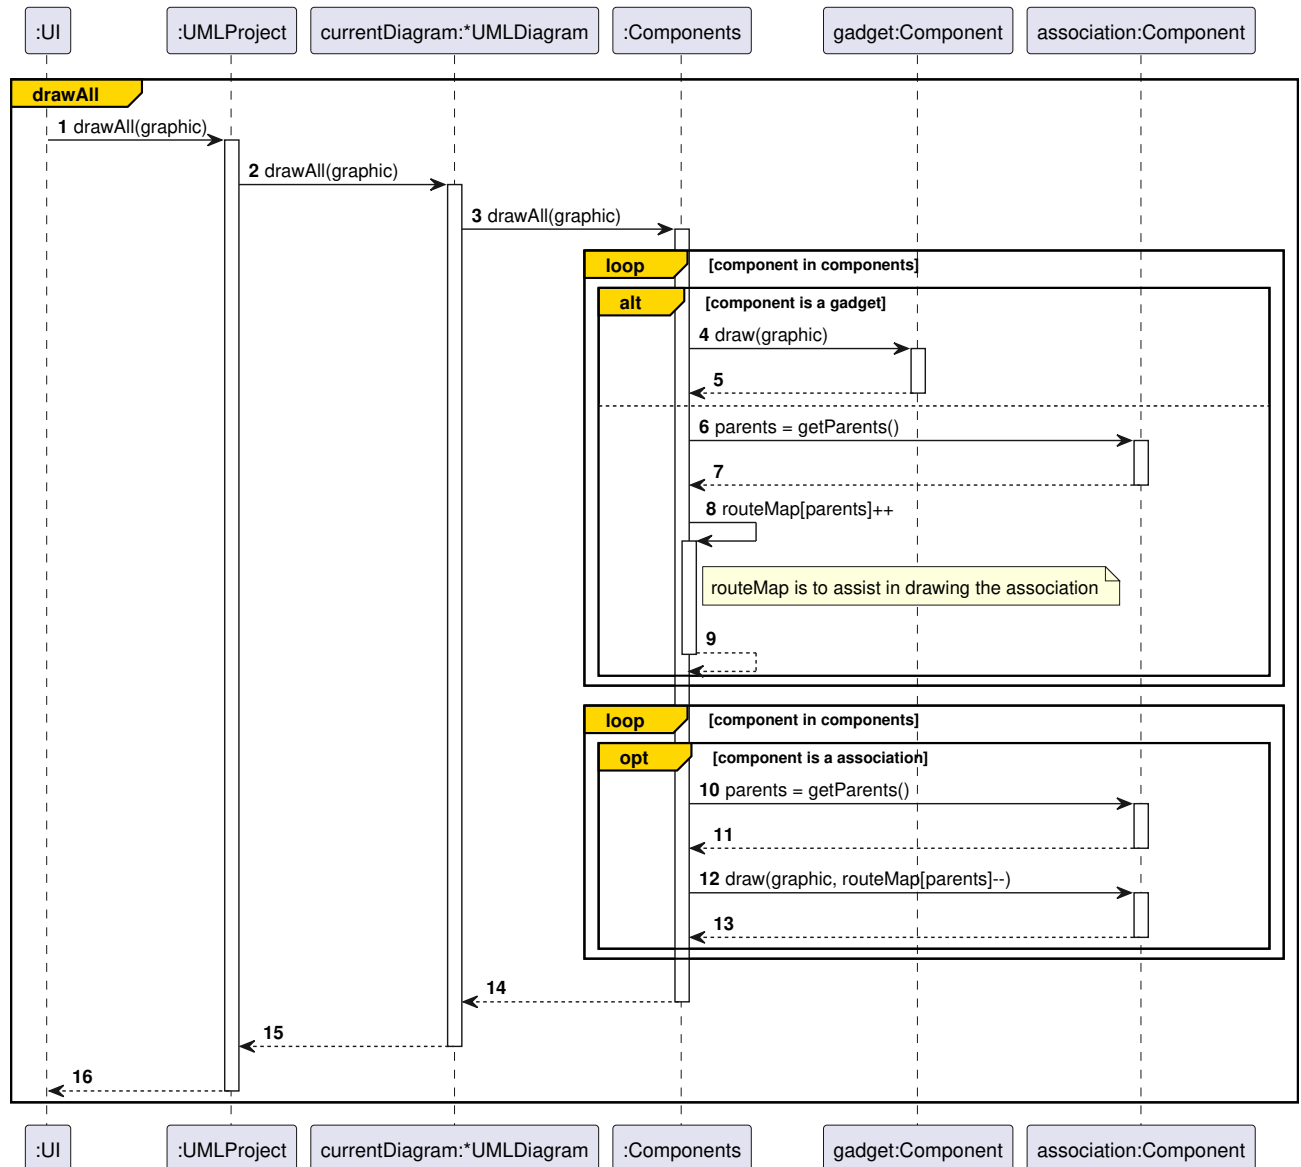 :UI
:UMLProject
currentDiagram:*UMLDiagram
:Components
gadget:Component
association:Component
drawAll
1 drawAll(graphic)
2 drawAll(graphic)
3 drawAll(graphic)
loop [component in components]
alt [component is a gadget]
4 draw(graphic)
5
6 parents = getParents()
7
8 routeMap[parents]++
routeMap is to assist in drawing the association
9
loop [component in components]
opt [component is a association]
10 parents = getParents()
11
12 draw(graphic, routeMap[parents]--)
13
14
15
16
:UI
:UMLProject
currentDiagram:*UMLDiagram
:Components
gadget:Component
association:Component